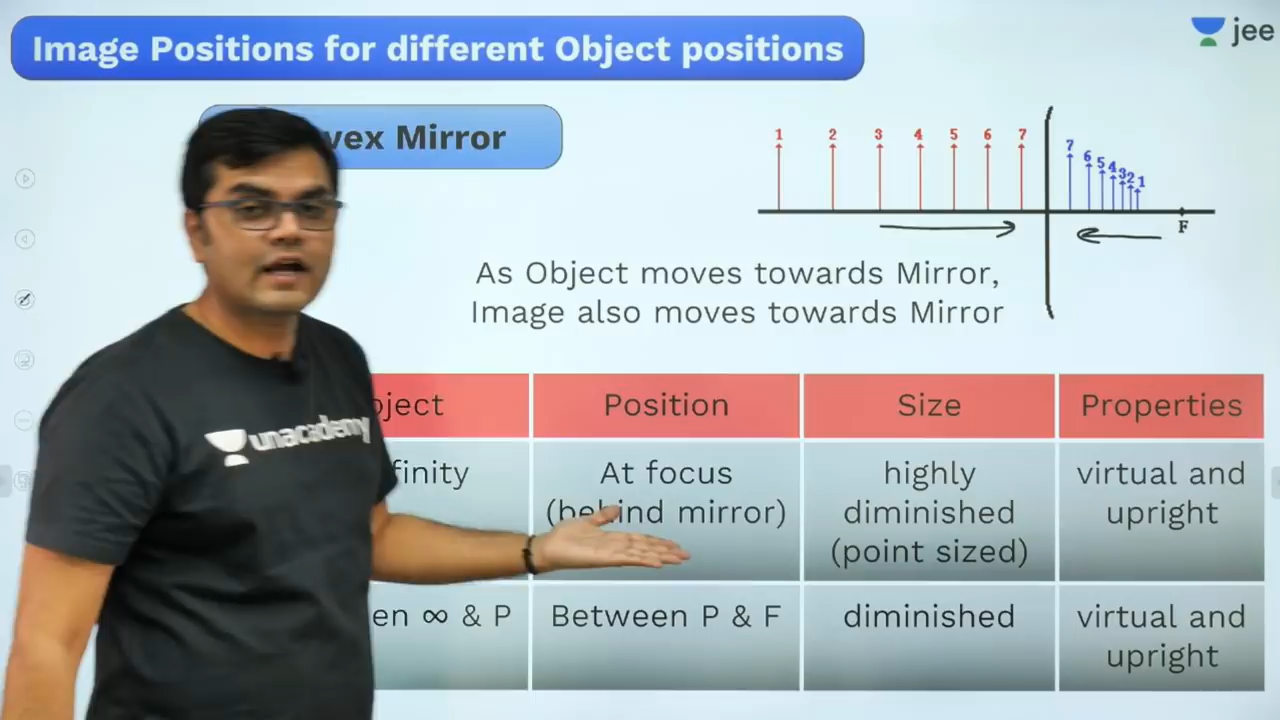 Image Positions for different Object positions
jee
vex Mirror
1 2 3 4 5 6 7
7 6 5 4 3 2 1
F
As Object moves towards Mirror,
Image also moves towards Mirror
ject Position Size Properties
finity At focus (behind mirror) highly diminished (point sized) virtual and upright
en ∞ & P Between P & F diminished virtual and upright
unacademy